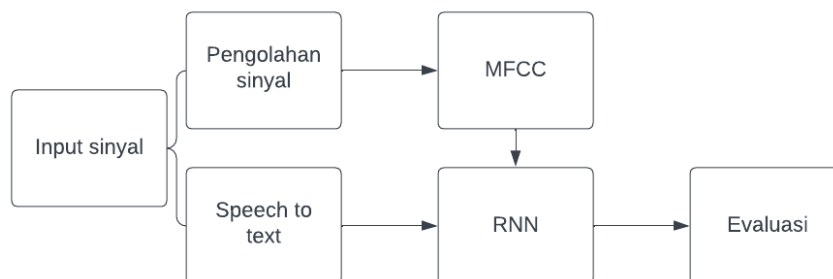 Pengolahan
sinyal
MFCC
Input sinyal
Speech to
text
RNN
Evaluasi